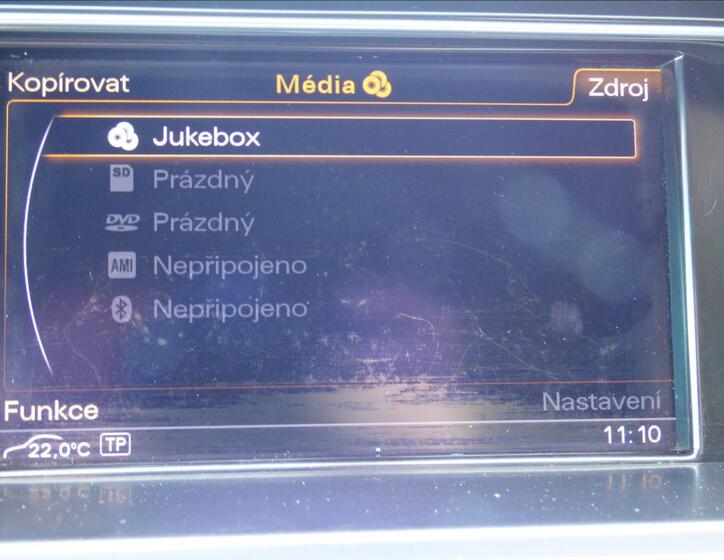 Kopírovat Média Zdroj
Jukebox
SD Prázdný
DVD Prázdný
AMI Nepřipojeno
Nepřipojeno
Funkce Nastavení
22,0°C TP 11:10